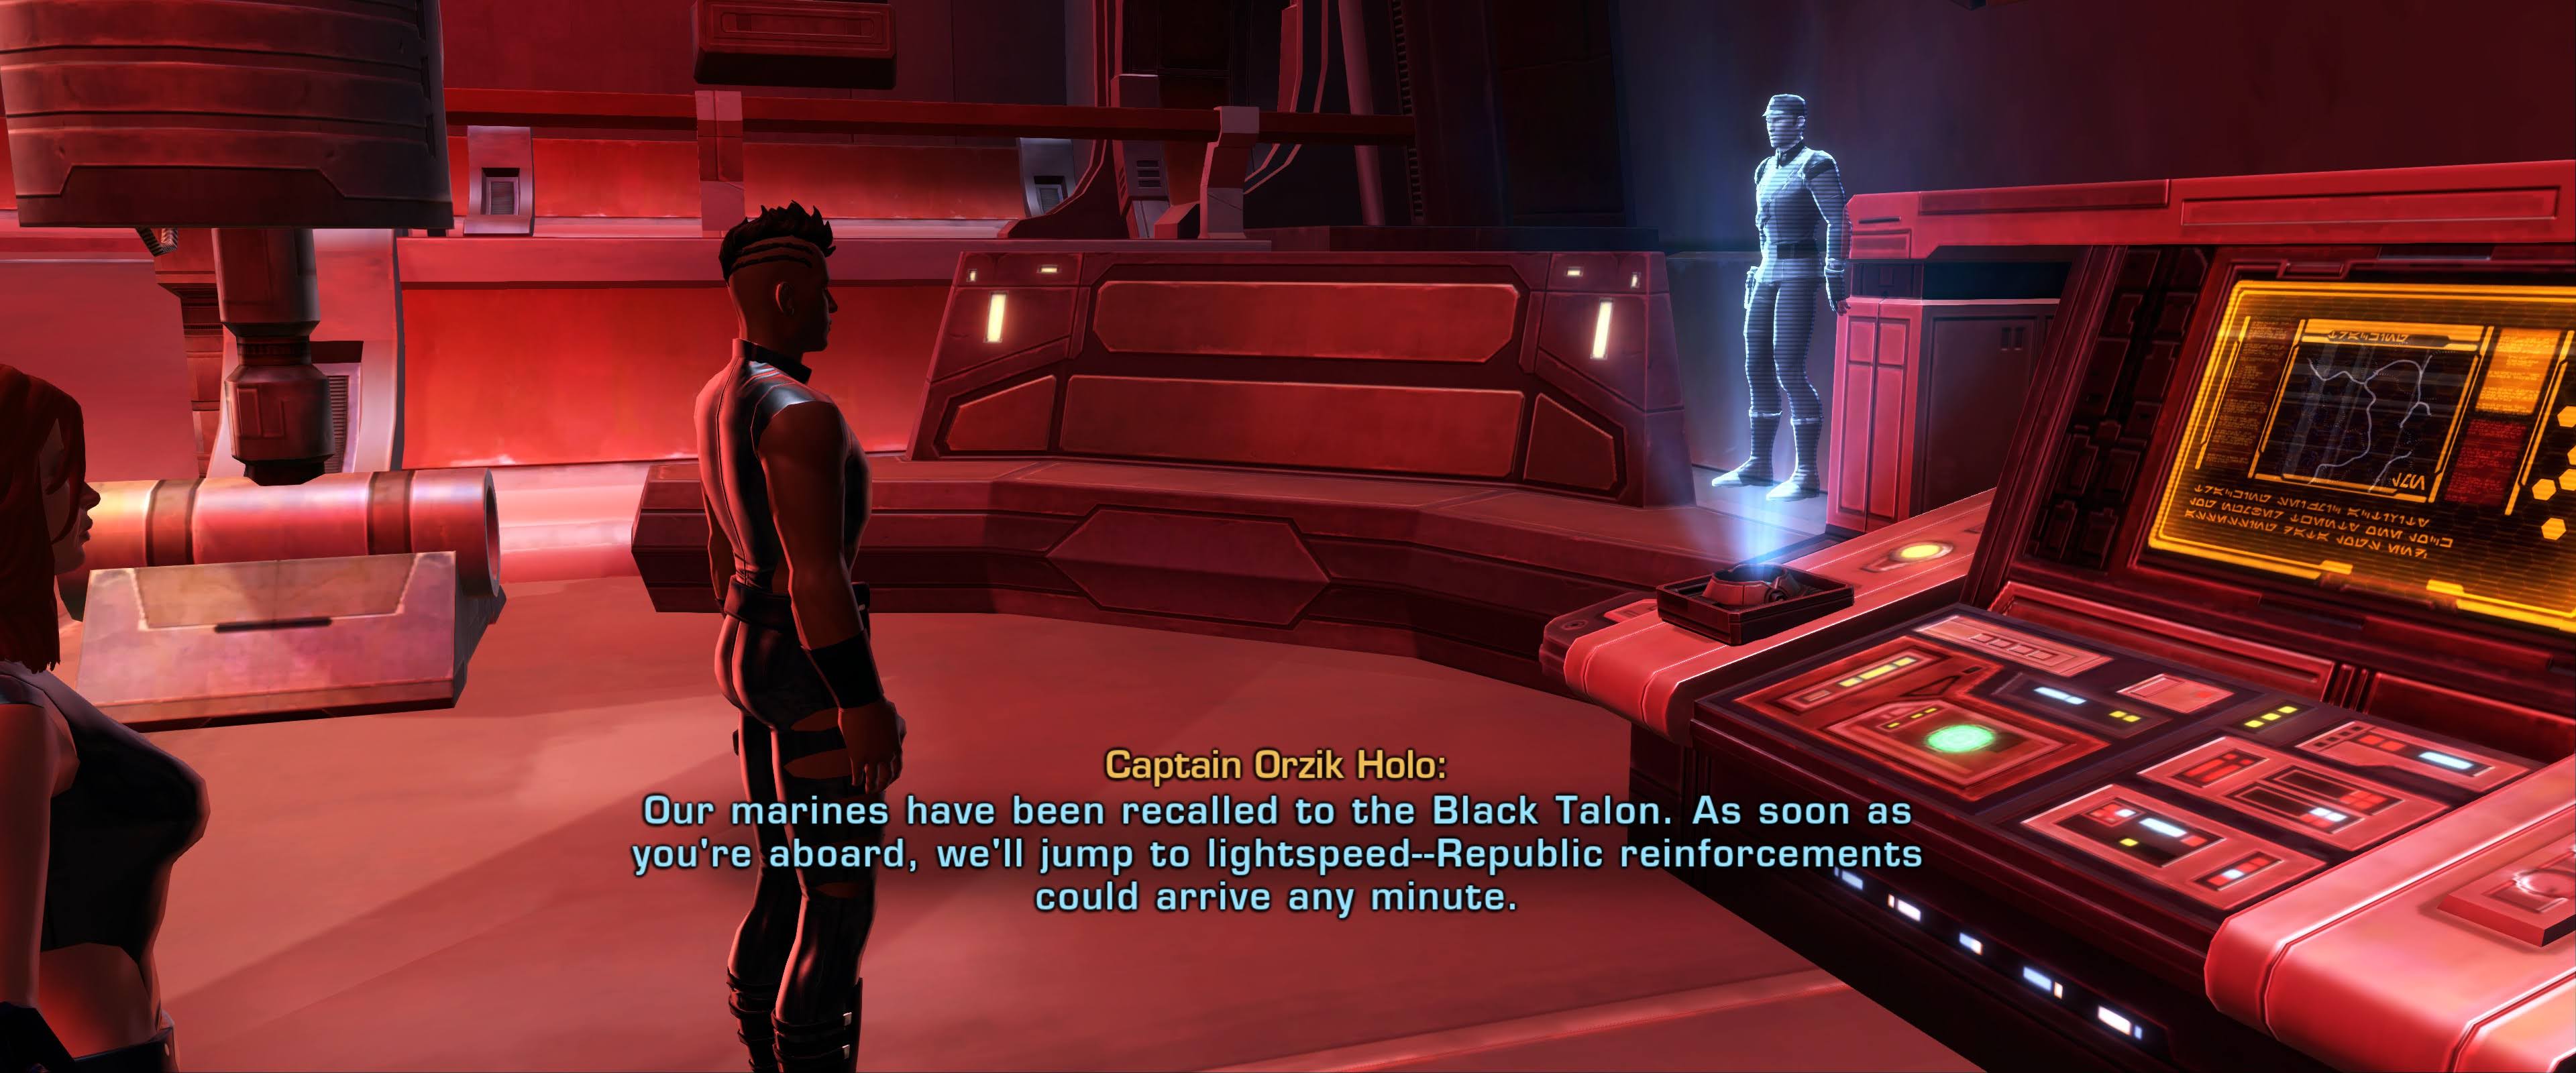 Captain Orzik Holo:
Our marines have been recalled to the Black Talon. As soon as
you're aboard, we'll jump to lightspeed--Republic reinforcements
could arrive any minute.